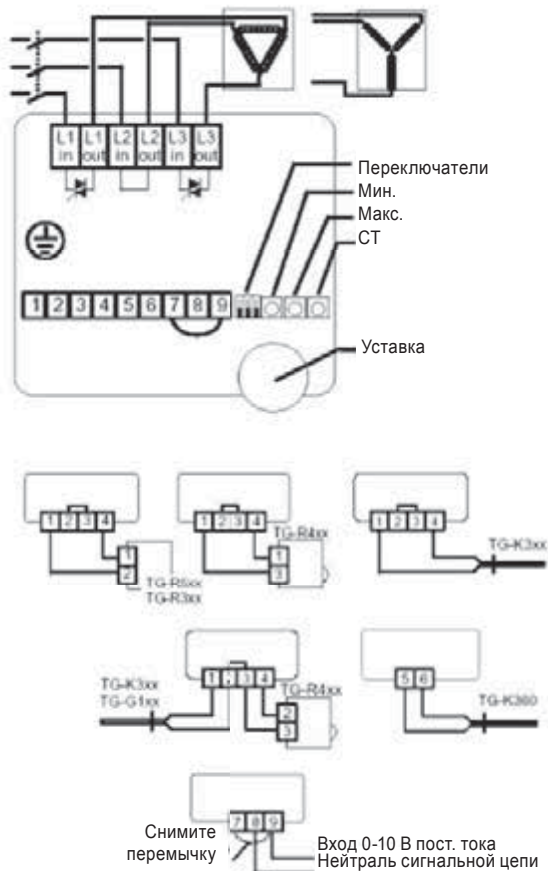 L1 L1 L2 L2 L3 L3
in out in out in out
Переключатели
Мин.
Макс.
СТ
1 2 3 4 5 6 7 8 9
Уставка
1 2 3 4
1
2
TG-R5xx
TG-R3xx
1 2 3 4
TG-R4xx
1
3
1 2 3 4
TG-K3xx
TG-K3xx
TG-G1xx
1 2 3 4
TG-R4xx
2
3
5 6
TG-K360
7 8 9
Снимите
перемычку
Вход 0-10 В пост. тока
Нейтраль сигнальной цепи